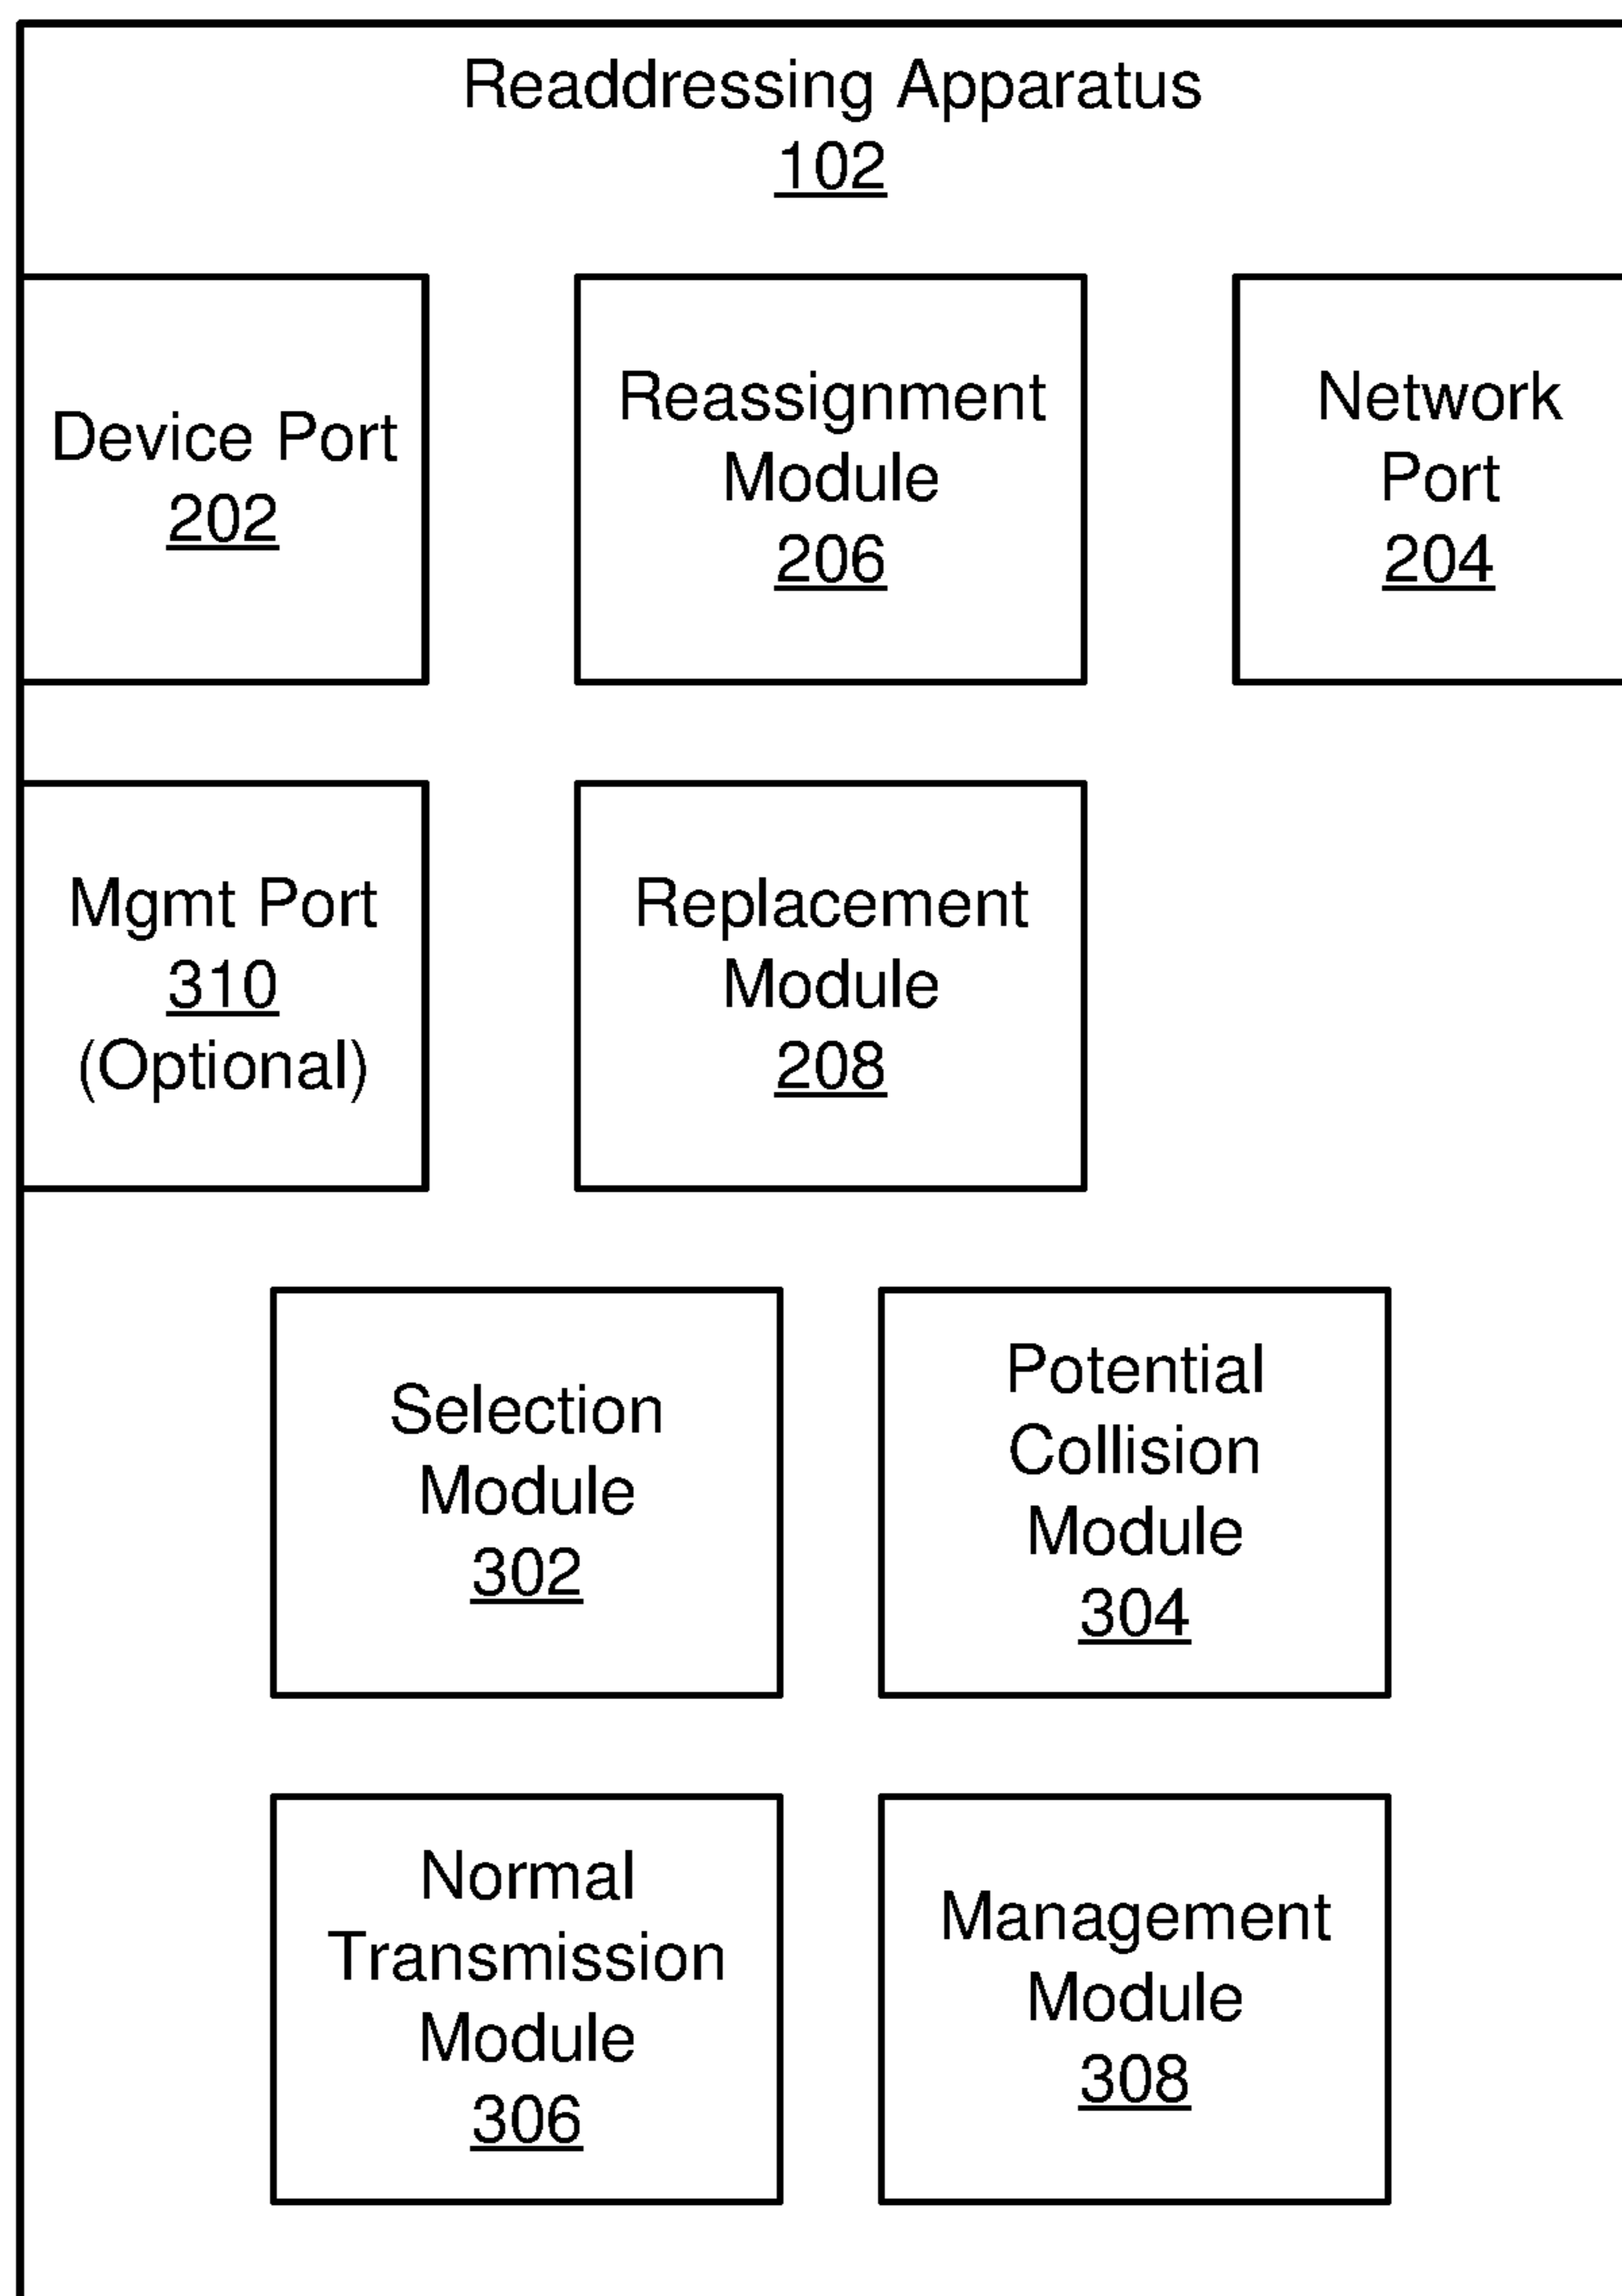 Readdressing Apparatus
102
Device Port
202
Reassignment
Module
206
Network
Port
204
Mgmt Port
310
(Optional)
Replacement
Module
208
Selection
Module
302
Potential
Collision
Module
304
Normal
Transmission
Module
306
Management
Module
308